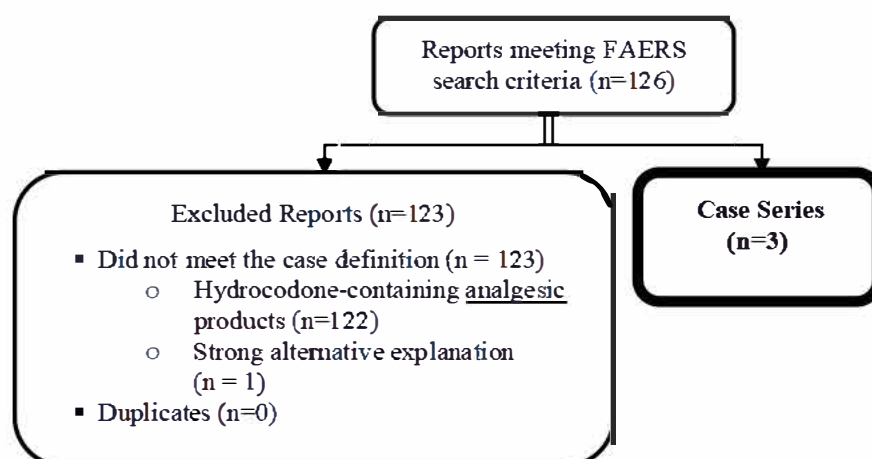 Reports meeting FAERS
search criteria (n=126)
Excluded Reports (n=123)
▪ Did not meet the case definition (n = 123)
o Hydrocodone-containing analgesic
products (n=122)
o Strong alternative explanation
(n = 1)
▪ Duplicates (n=0)
Case Series
(n=3)